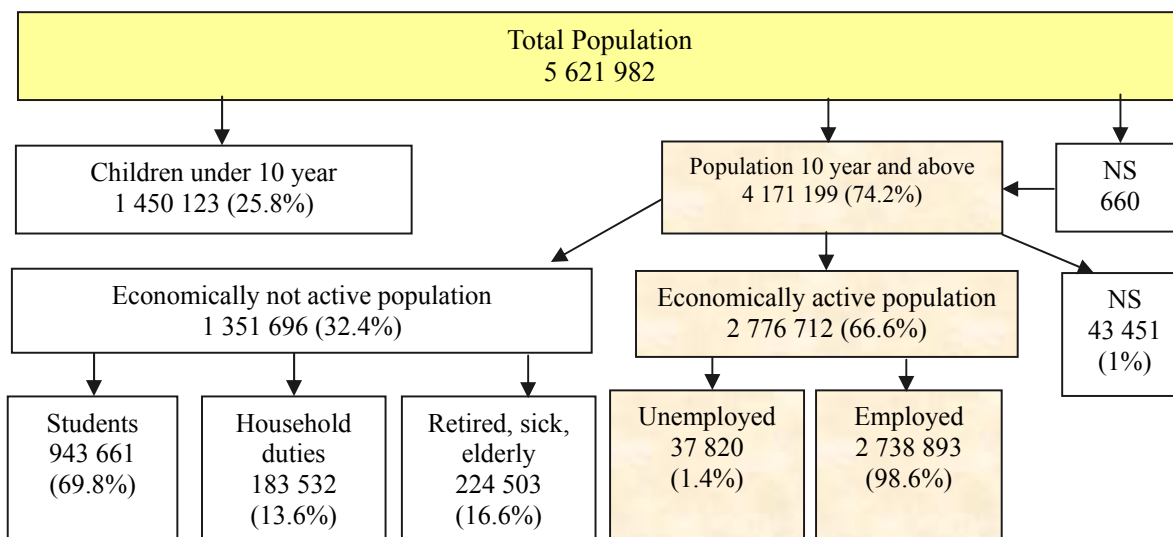 Total Population
5 621 982
Children under 10 year
1 450 123 (25.8%)
Population 10 year and above
4 171 199 (74.2%)
NS
660
Economically not active population
1 351 696 (32.4%)
Economically active population
2 776 712 (66.6%)
NS
43 451
(1%)
Students
943 661
(69.8%)
Household
duties
183 532
(13.6%)
Retired, sick,
elderly
224 503
(16.6%)
Unemployed
37 820
(1.4%)
Employed
2 738 893
(98.6%)